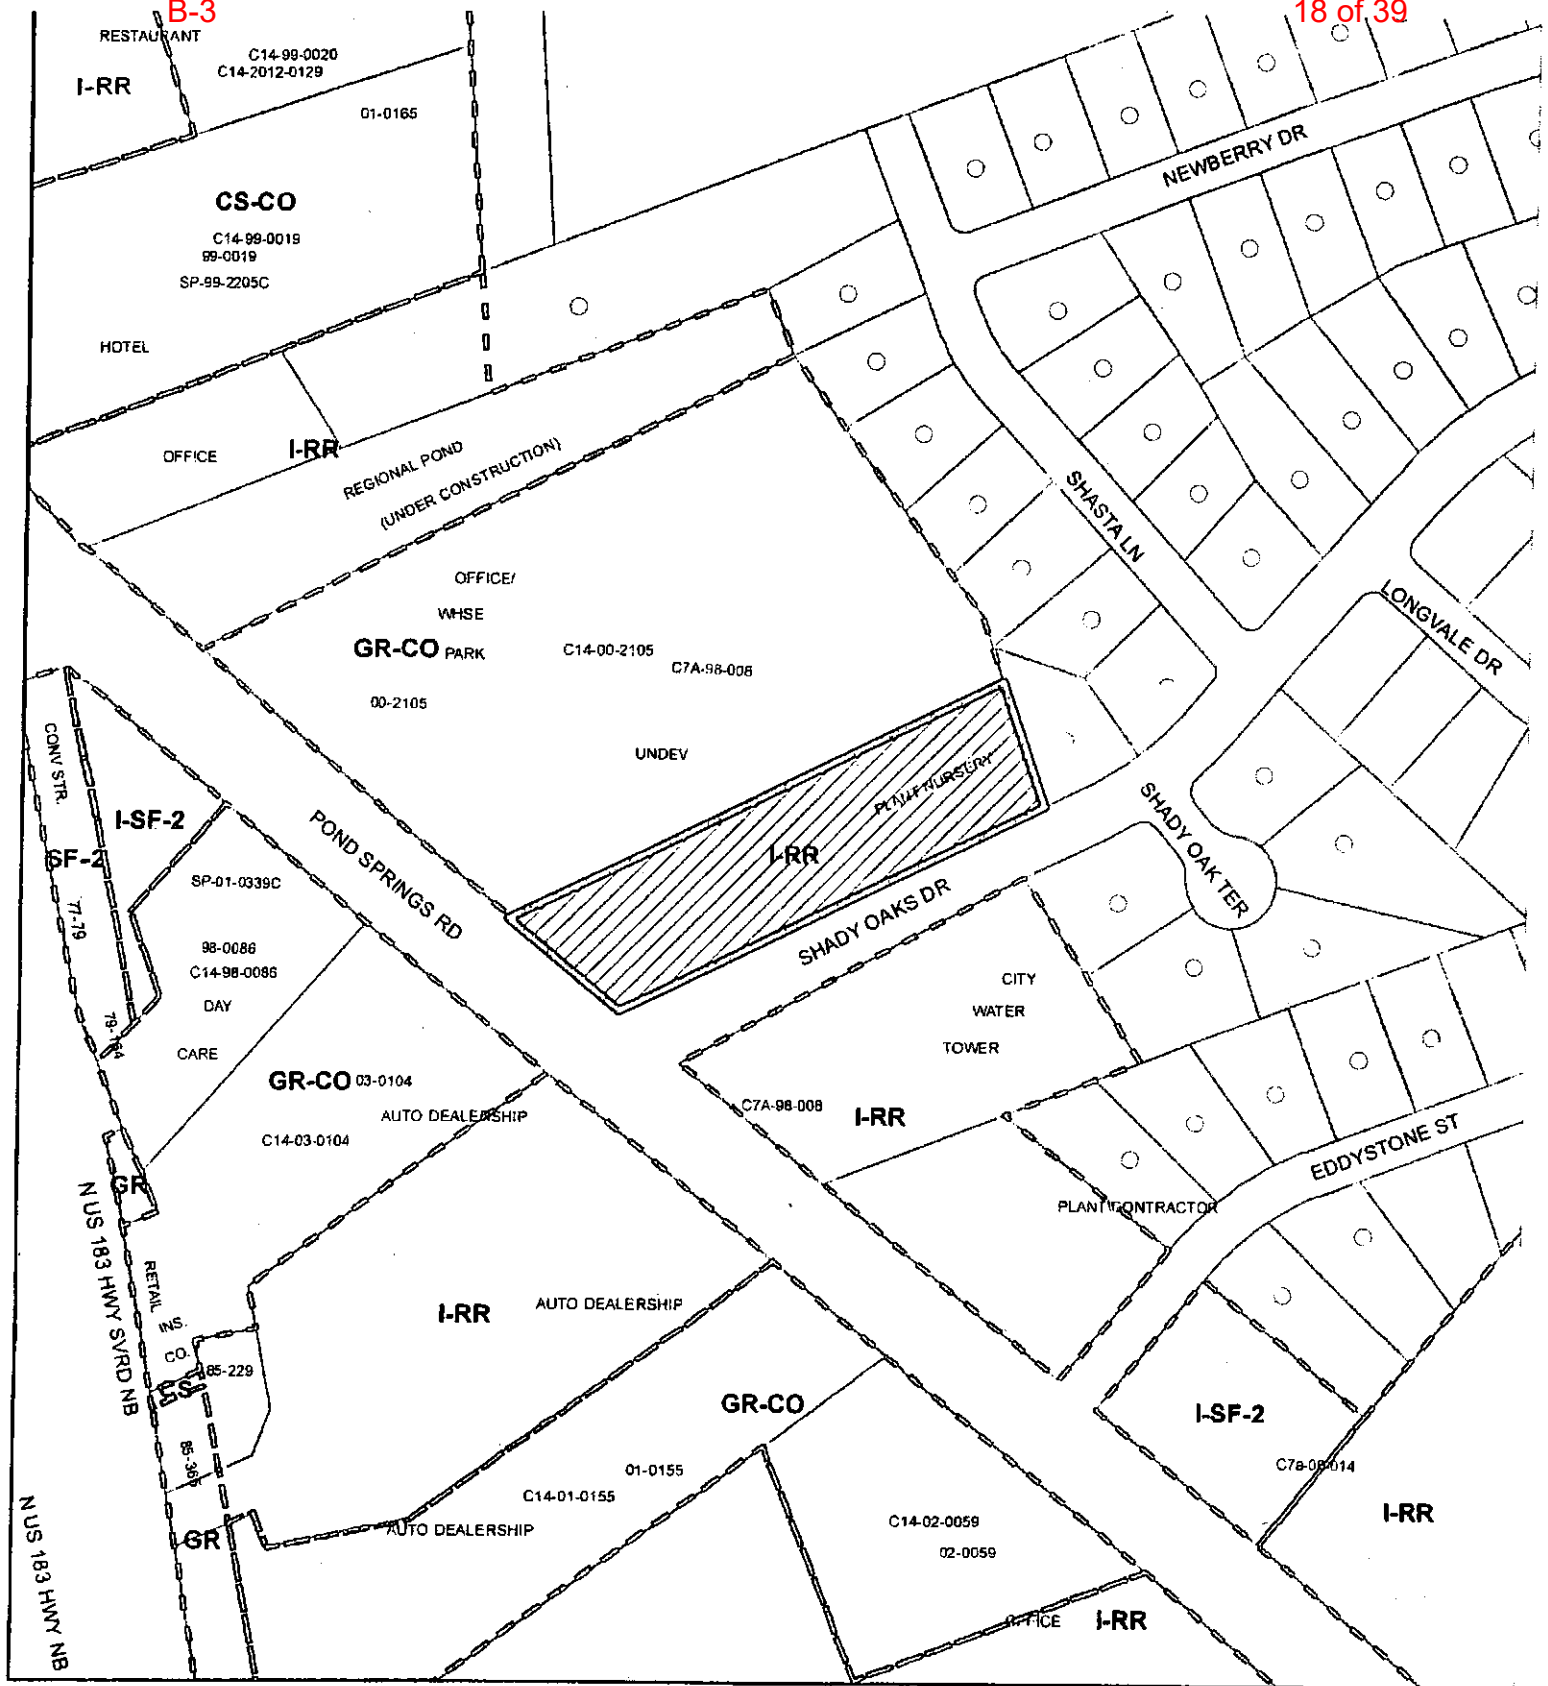 B-3
18 of 39
RESTAURANT
C14-99-0020
C14-2012-0129
I-RR
01-0165
NEWBERRY DR
CS-CO
C14-99-0019
99-0019
SP-99-2205C
HOTEL
OFFICE
I-RR
REGIONAL POND
(UNDER CONSTRUCTION)
SHASTA LN
OFFICE/
WHSE
GR-CO PARK
C14-00-2105
C7A-98-008
00-2105
LONGVALE DR
UNDEV
CONV STR.
I-SF-2
SF-2
77-79
POND SPRINGS RD
PLANT NURSERY
I-RR
SHADY OAK TER
SP-01-0339C
98-0086
C14-98-0086
DAY
CARE
SHADY OAKS DR
CITY
WATER
TOWER
GR-CO 03-0104
AUTO DEALERSHIP
C14-03-0104
C7A-98-008
I-RR
EDDYSTONE ST
GR
PLANT CONTRACTOR
N US 183 HWY SVRD NB
RETAIL
INS.
CO.
I-RR
AUTO DEALERSHIP
85-229
CS
GR-CO
I-SF-2
01-0155
C14-01-0155
AUTO DEALERSHIP
GR
C14-02-0059
02-0059
I-RR
OFFICE
I-RR
N US 183 HWY NB